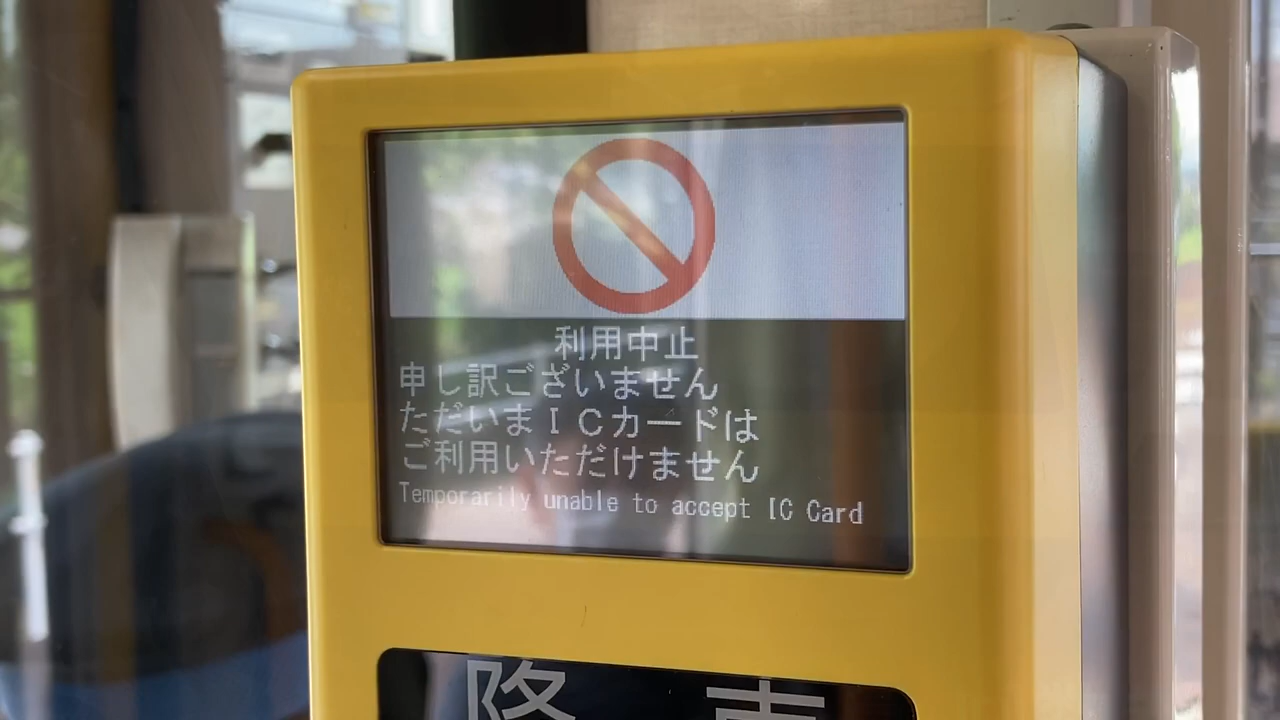 利用中止
申し訳ございません
ただいまＩＣカードは
ご利用いただけません
Temporarily unable to accept IC Card
降